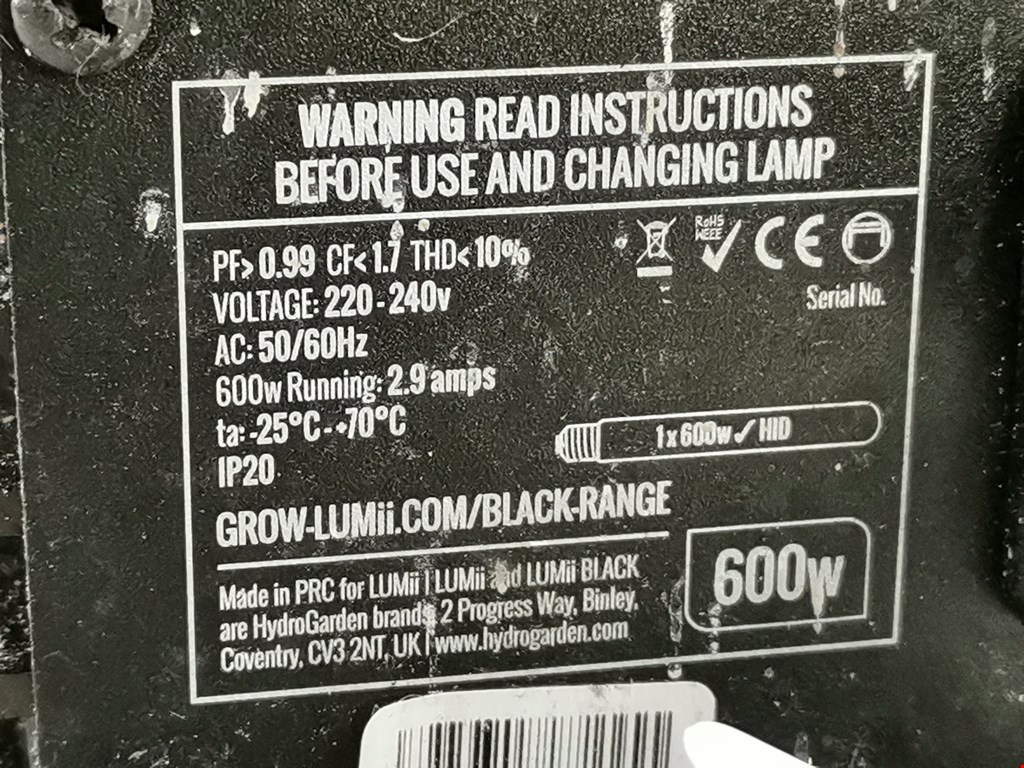 WARNING READ INSTRUCTIONS
BEFORE USE AND CHANGING LAMP
PF> 0.99 CF<1.7 THD<10%
RoHS
WEEE
CE
VOLTAGE: 220-240v
Serial No.
AC: 50/60Hz
600w Running: 2.9 amps
ta: -25°C-+70°C
1x600w✓HID
IP20
GROW-LUMii.COM/BLACK-RANGE
600w
Made in PRC for LUMii | LUMii and LUMii BLACK
are HydroGarden brands 2 Progress Way, Binley,
Coventry, CV3 2NT, UK | www.hydrogarden.com